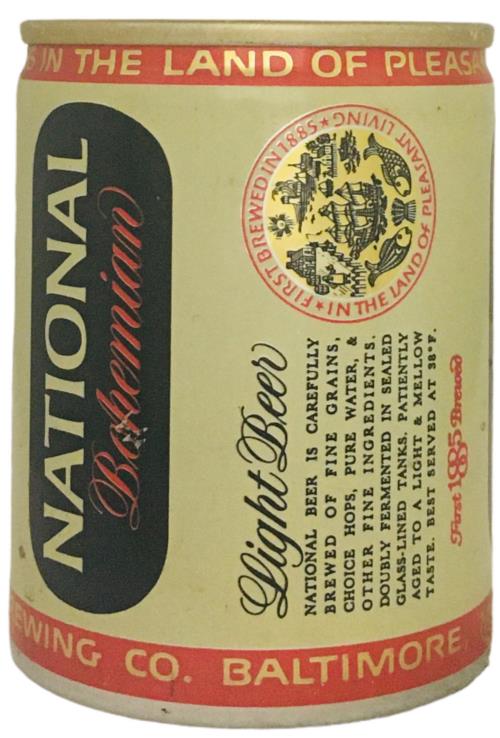 IN THE LAND OF PLEASA
NATIONAL
Bohemian
★FIRST BREWED IN 1885★
IN THE LAND OF PLEASANT LIVING
Light Beer
NATIONAL BEER IS CAREFULLY
BREWED OF FINE GRAINS,
CHOICE HOPS, PURE WATER, &
OTHER FINE INGREDIENTS.
DOUBLY FERMENTED IN SEALED
GLASS-LINED TANKS. PATIENTLY
AGED TO A LIGHT & MELLOW
TASTE. BEST SERVED AT 38°F.
First 1885 Brewed
EWING CO. BALTIMORE,